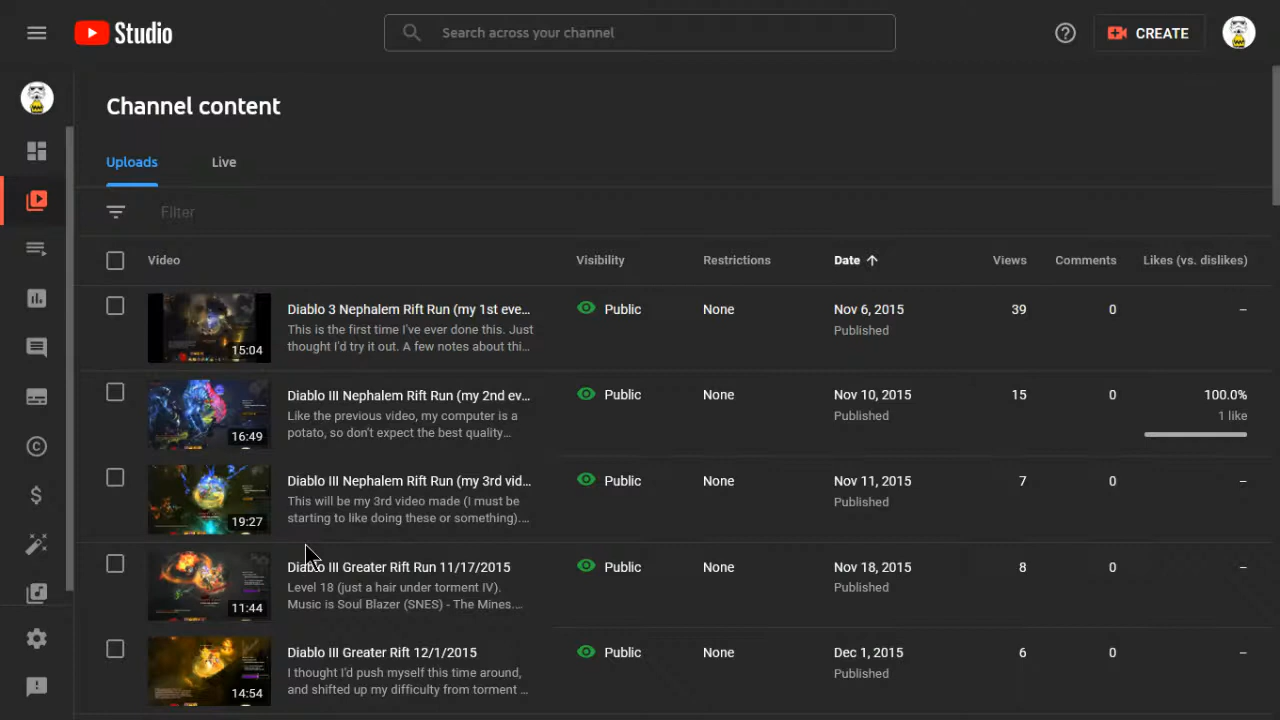 Studio
Search across your channel
CREATE
Channel content
Uploads
Live
Filter
Video
Visibility
Restrictions
Date
Views
Comments
Likes (vs. dislikes)
15:04
Diablo 3 Nephalem Rift Run (my 1st eve...
This is the first time I've ever done this. Just
thought I'd try it out. A few notes about thi...
Public
None
Nov 6, 2015
Published
39
0
–
16:49
Diablo III Nephalem Rift Run (my 2nd ev...
Like the previous video, my computer is a
potato, so don't expect the best quality...
Public
None
Nov 10, 2015
Published
15
0
100.0%
1 like
19:27
Diablo III Nephalem Rift Run (my 3rd vid...
This will be my 3rd video made (I must be
starting to like doing these or something)....
Public
None
Nov 11, 2015
Published
7
0
–
11:44
Diablo III Greater Rift Run 11/17/2015
Level 18 (just a hair under torment IV).
Music is Soul Blazer (SNES) - The Mines...
Public
None
Nov 18, 2015
Published
8
0
–
14:54
Diablo III Greater Rift 12/1/2015
I thought I'd push myself this time around,
and shifted up my difficulty from torment ...
Public
None
Dec 1, 2015
Published
6
0
–